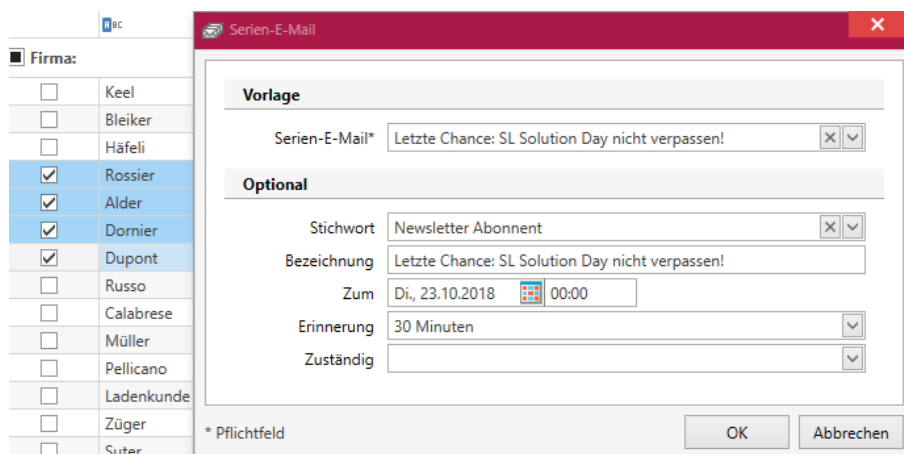 ABC
Firma:
Keel
Bleiker
Häfeli
Rossier
Alder
Dornier
Dupont
Russo
Calabrese
Müller
Pellicano
Ladenkunde
Züger
Suter
Serien-E-Mail
Vorlage
Serien-E-Mail* Letzte Chance: SL Solution Day nicht verpassen!
Optional
Stichwort Newsletter Abonnent
Bezeichnung Letzte Chance: SL Solution Day nicht verpassen!
Zum Di., 23.10.2018 00:00
Erinnerung 30 Minuten
Zuständig
* Pflichtfeld OK Abbrechen